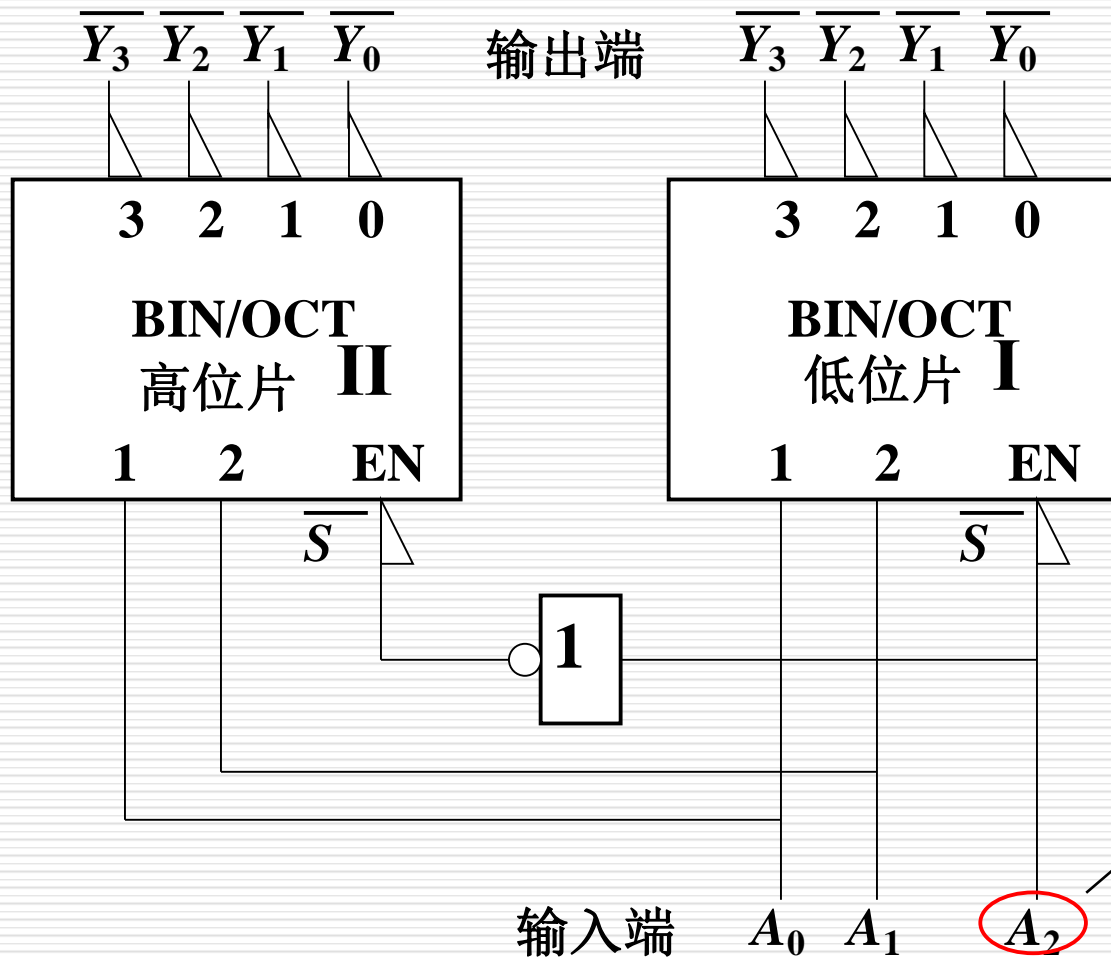 Y̅₃ Y̅₂ Y̅₁ Y̅₀ 输出端 Y̅₃ Y̅₂ Y̅₁ Y̅₀
3 2 1 0
BIN/OCT
高位片 II
1 2 EN
S̅
3 2 1 0
BIN/OCT
低位片 I
1 2 EN
S̅
1
输入端 A₀ A₁ A₂